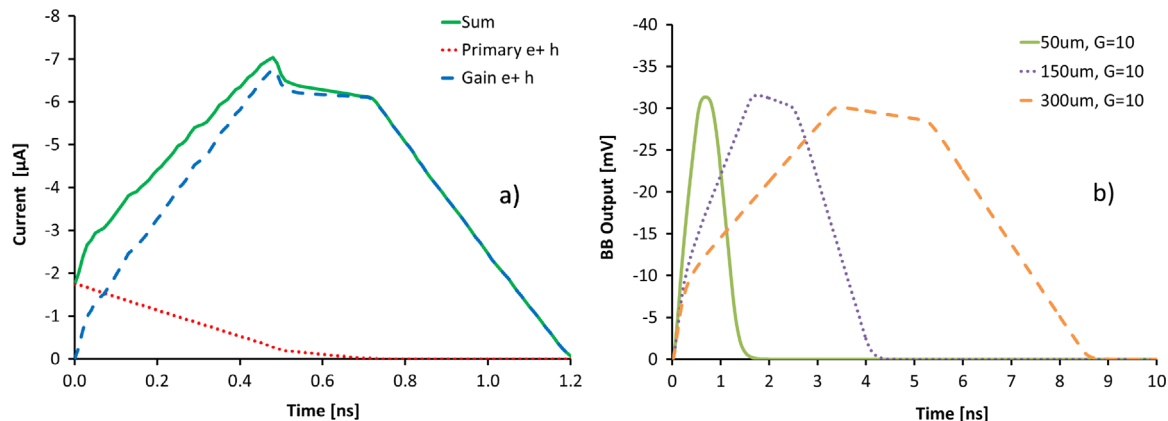 -8
-7
-6
-5
-4
-3
-2
-1
0
Current [µA]
0.0 0.2 0.4 0.6 0.8 1.0 1.2
Time [ns]
Sum
Primary e+ h
Gain e+ h
a)
-40
-35
-30
-25
-20
-15
-10
-5
0
BB Output [mV]
0 1 2 3 4 5 6 7 8 9 10
Time [ns]
50um, G=10
150um, G=10
300um, G=10
b)